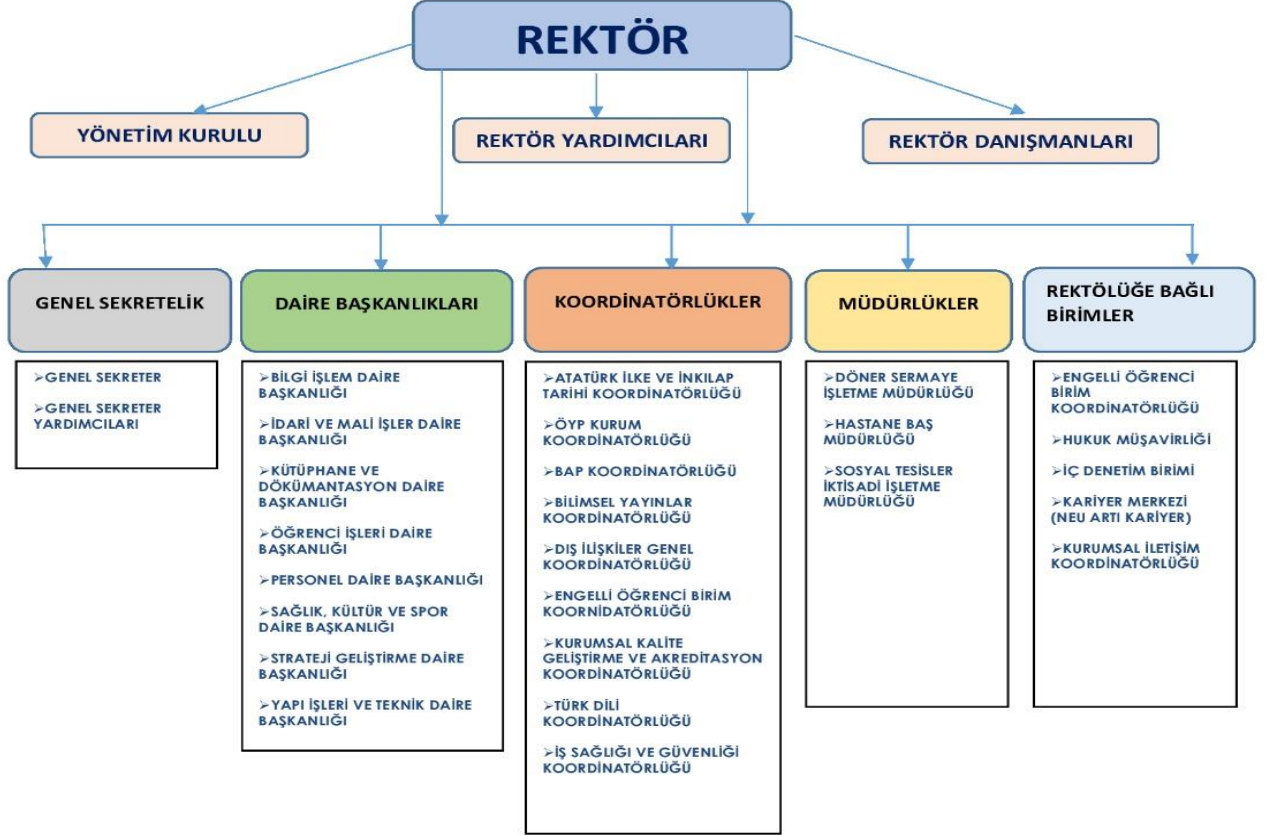 REKTÖR
YÖNETİM KURULU
REKTÖR YARDIMCILARI
REKTÖR DANIŞMANLARI
GENEL SEKRETELİK
➢GENEL SEKRETER
➢GENEL SEKRETER
YARDIMCILARI
DAİRE BAŞKANLIKLARI
➢BİLGİ İŞLEM DAİRE
BAŞKANLIĞI
➢İDARİ VE MALİ İŞLER DAİRE
BAŞKANLIĞI
➢KÜTÜPHANE VE
DÖKÜMANTASYON DAİRE
BAŞKANLIĞI
➢ÖĞRENCİ İŞLERİ DAİRE
BAŞKANLIĞI
➢PERSONEL DAİRE BAŞKANLIĞI
➢SAĞLIK, KÜLTÜR VE SPOR
DAİRE BAŞKANLIĞI
➢STRATEJİ GELİŞTİRME DAİRE
BAŞKANLIĞI
➢YAPI İŞLERİ VE TEKNİK DAİRE
BAŞKANLIĞI
KOORDİNATÖRLÜKLER
➢ATATÜRK İLKE VE İNKILAP
TARİHİ KOORDİNATÖRLÜĞÜ
➢ÖYP KURUM
KOORDİNATÖRLÜĞÜ
➢BAP KOORDİNATÖRLÜĞÜ
➢BİLİMSEL YAYINLAR
KOORDİNATÖRLÜĞÜ
➢DIŞ İLİŞKİLER GENEL
KOORDİNATÖRLÜĞÜ
➢ENGELLİ ÖĞRENCİ BİRİM
KOORNİDATÖRLÜĞÜ
➢KURUMSAL KALİTE
GELİŞTİRME VE AKREDİTASYON
KOORDİNATÖRLÜĞÜ
➢TÜRK DİLİ
KOORDİNATÖRLÜĞÜ
➢İŞ SAĞLIĞI VE GÜVENLİĞİ
KOORDİNATÖRLÜĞÜ
MÜDÜRLÜKLER
➢DÖNER SERMAYE
İŞLETME MÜDÜRLÜĞÜ
➢HASTANE BAŞ
MÜDÜRLÜĞÜ
➢SOSYAL TESİSLER
İKTİSADİ İŞLETME
MÜDÜRLÜĞÜ
REKTÖLÜĞE BAĞLI
BİRİMLER
➢ENGELLİ ÖĞRENCİ
BİRİM
KOORDİNATÖRLÜĞÜ
➢HUKUK MÜŞAVİRLİĞİ
➢İÇ DENETİM BİRİMİ
➢KARİYER MERKEZİ
(NEU ARTI KARİYER)
➢KURUMSAL İLETİŞİM
KOORDİNATÖRLÜĞÜ